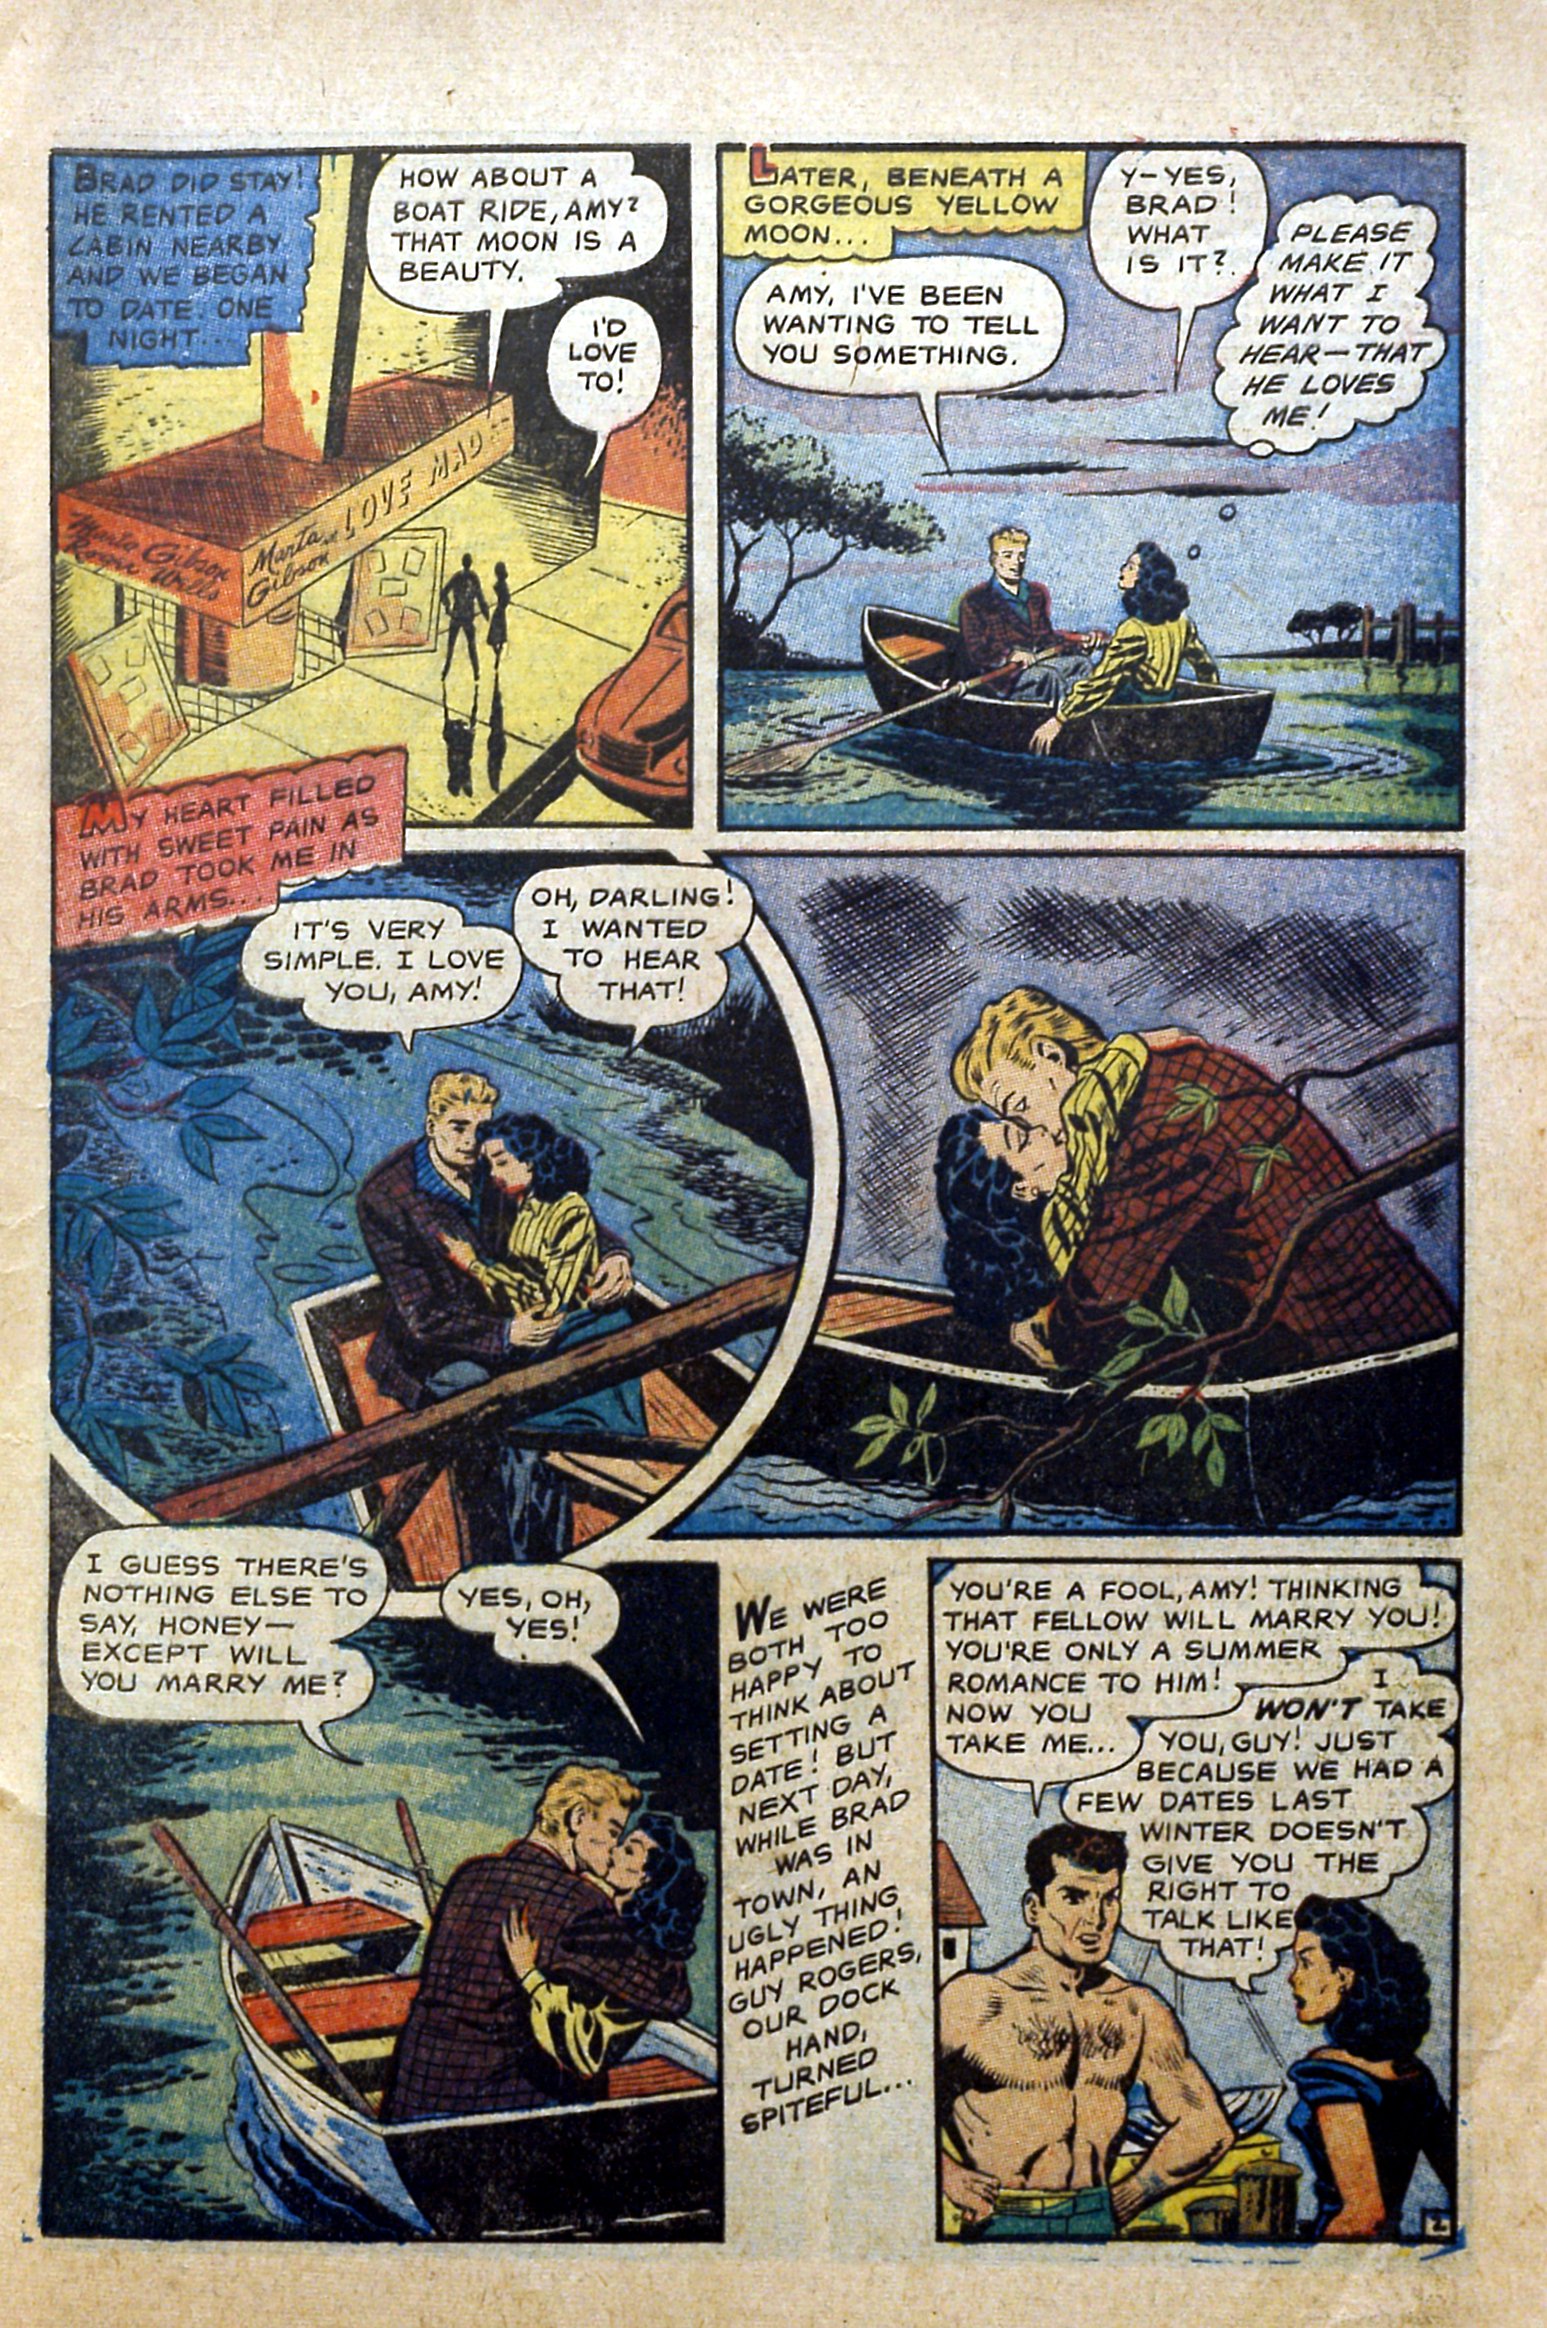 BRAD DID STAY!
HE RENTED A
CABIN NEARBY
AND WE BEGAN
TO DATE. ONE
NIGHT...
HOW ABOUT A
BOAT RIDE, AMY?
THAT MOON IS A
BEAUTY.
I'D
LOVE
TO!
Marta
Gibson
LOVE MAD
LATER, BENEATH A
GORGEOUS YELLOW
MOON...
AMY, I'VE BEEN
WANTING TO TELL
YOU SOMETHING.
Y-YES,
BRAD!
WHAT
IS IT?
PLEASE
MAKE IT
WHAT I
WANT TO
HEAR—THAT
HE LOVES
ME!
MY HEART FILLED
WITH SWEET PAIN AS
BRAD TOOK ME IN
HIS ARMS...
IT'S VERY
SIMPLE. I LOVE
YOU, AMY!
OH, DARLING!
I WANTED
TO HEAR
THAT!
I GUESS THERE'S
NOTHING ELSE TO
SAY, HONEY—
EXCEPT WILL
YOU MARRY ME?
YES, OH,
YES!
WE WERE
BOTH TOO
HAPPY TO
THINK ABOUT
SETTING A
DATE! BUT
NEXT DAY,
WHILE BRAD
WAS IN
TOWN, AN
UGLY THING
HAPPENED!
GUY ROGERS,
OUR DOCK
HAND,
TURNED
SPITEFUL...
YOU'RE A FOOL, AMY! THINKING
THAT FELLOW WILL MARRY YOU!
YOU'RE ONLY A SUMMER
ROMANCE TO HIM!
NOW YOU
TAKE ME...
I
WON'T TAKE
YOU, GUY! JUST
BECAUSE WE HAD A
FEW DATES LAST
WINTER DOESN'T
GIVE YOU THE
RIGHT TO
TALK LIKE
THAT!
2